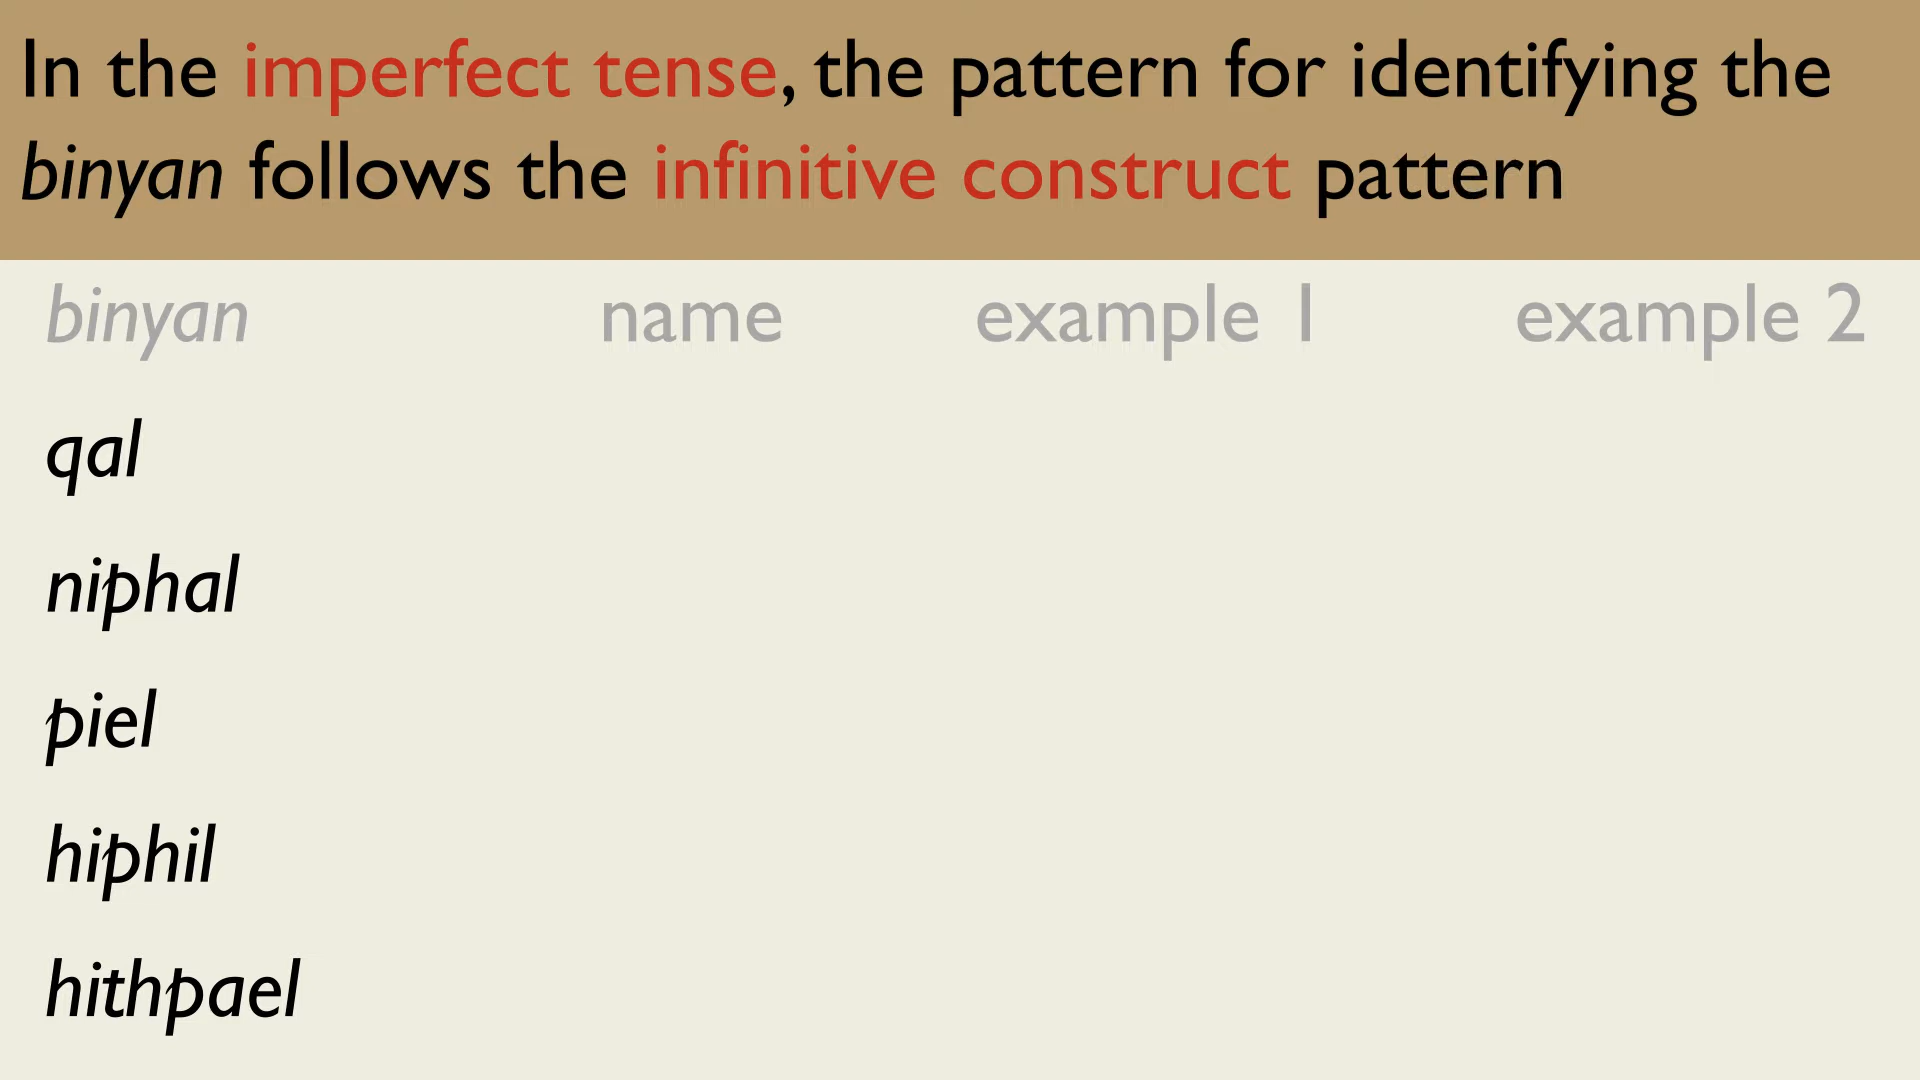 In the imperfect tense, the pattern for identifying the
binyan follows the infinitive construct pattern
binyan name example 1 example 2
qal
niphal
piel
hiphil
hithpael